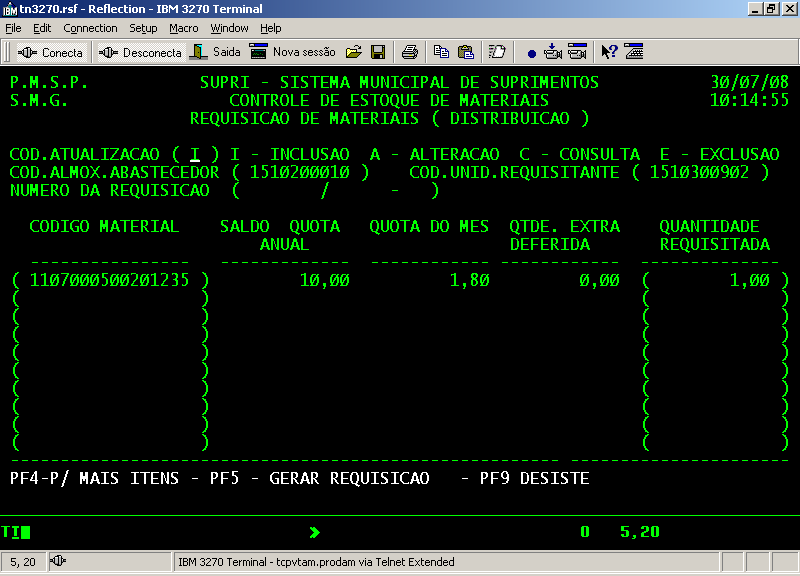 tn3270.rsf - Reflection - IBM 3270 Terminal
File Edit Connection Setup Macro Window Help
Conecta Desconecta Saida Nova sessão
P.M.S.P. SUPRI - SISTEMA MUNICIPAL DE SUPRIMENTOS 30/07/08
S.M.G. CONTROLE DE ESTOQUE DE MATERIAIS 10:14:55
REQUISICAO DE MATERIAIS ( DISTRIBUICAO )
COD.ATUALIZACAO ( I ) I - INCLUSAO A - ALTERACAO C - CONSULTA E - EXCLUSAO
COD.ALMOX.ABASTECEDOR ( 1510200010 ) COD.UNID.REQUISITANTE ( 1510300902 )
NUMERO DA REQUISICAO ( / - )
CODIGO MATERIAL SALDO QUOTA QUOTA DO MES QTDE. EXTRA QUANTIDADE
ANUAL DEFERIDA REQUISITADA
---------------- ------------- ------------ ------------ --------------
( 1107000500201235 ) 10,00 1,80 0,00 ( 1,00 )
( ) ( )
( ) ( )
( ) ( )
( ) ( )
( ) ( )
( ) ( )
( ) ( )
( ) ( )
( ) ( )
PF4-P/ MAIS ITENS - PF5 - GERAR REQUISICAO - PF9 DESISTE
TI > 0 5,20
5, 20 IBM 3270 Terminal - tcpvtam.prodam via Telnet Extended